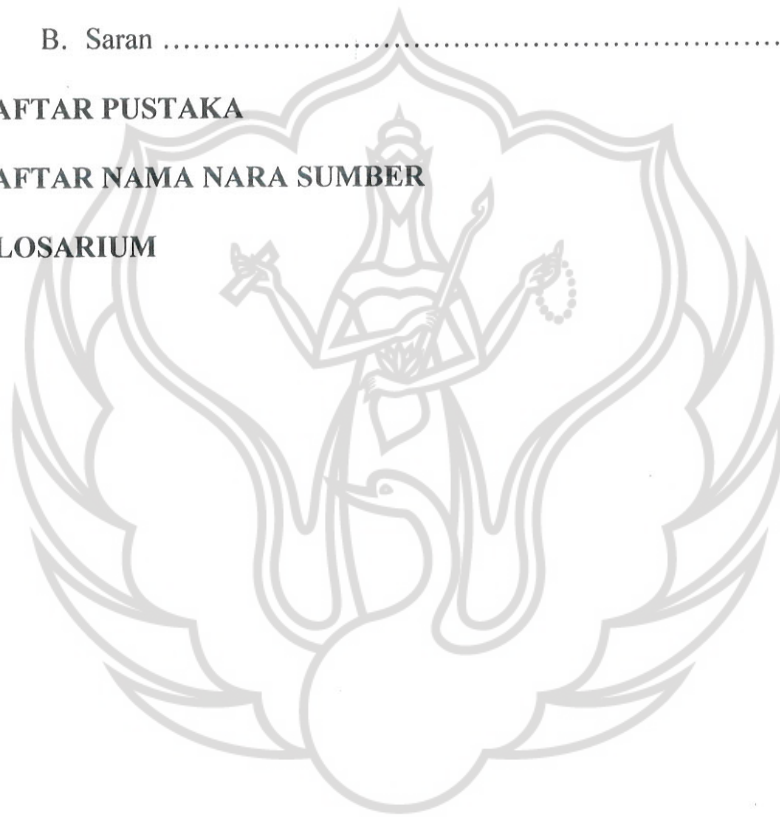 B. Saran ..........................................................................
AFTAR PUSTAKA
AFTAR NAMA NARA SUMBER
LOSARIUM